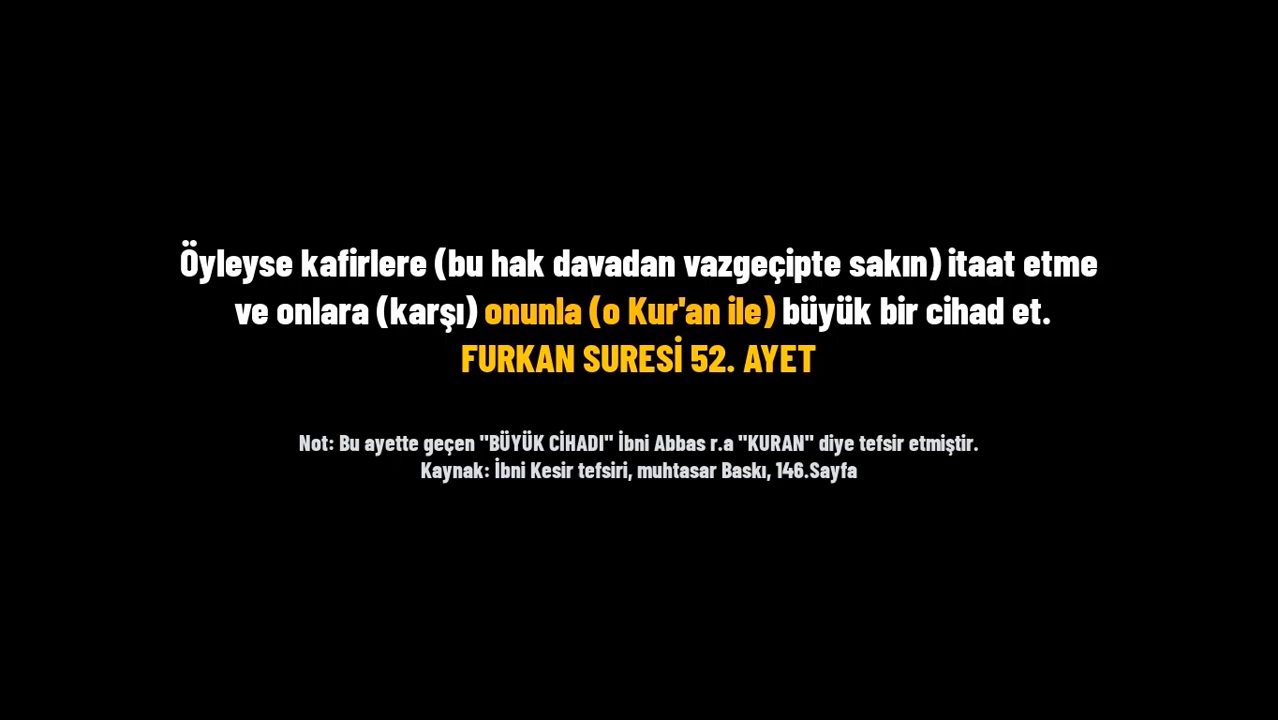 Öyleyse kafirlere (bu hak davadan vazgeçipte sakın) itaat etme
ve onlara (karşı) onunla (o Kur'an ile) büyük bir cihad et.
FURKAN SURESİ 52. AYET
Not: Bu ayette geçen "BÜYÜK CİHADI" İbni Abbas r.a "KURAN" diye tefsir etmiştir.
Kaynak: İbni Kesir tefsiri, muhtasar Baskı, 146.Sayfa